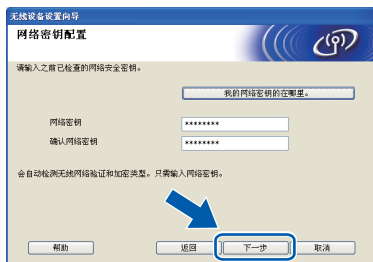 无线设备设置向导
网络密钥配置
请输入之前已检查的网络安全密钥。
我的网络密钥的在哪里。
网络密钥
********
确认网络密钥
********
会自动检测无线网络验证和加密类型。只需输入网络密钥。
帮助
返回
下一步
取消